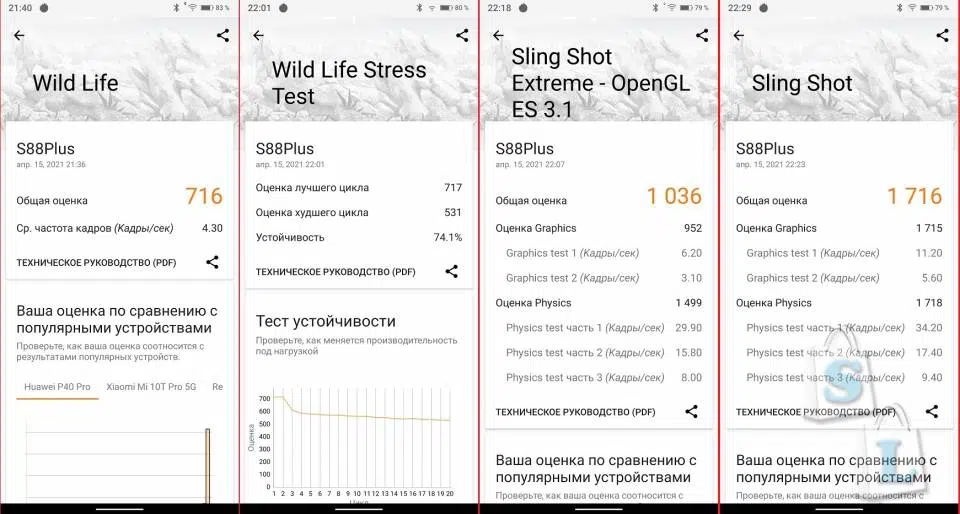 21:40
83 %
Wild Life
S88Plus
апр. 15, 2021 21:36
Общая оценка 716
Ср. частота кадров (Кадры/сек) 4.30
ТЕХНИЧЕСКОЕ РУКОВОДСТВО (PDF)
Ваша оценка по сравнению с
популярными устройствами
Проверьте, как ваша оценка соотносится с
результатами популярных устройств.
Huawei P40 Pro Xiaomi Mi 10T Pro 5G Re
22:01
80 %
Wild Life Stress
Test
S88Plus
апр. 15, 2021 22:01
Оценка лучшего цикла 717
Оценка худшего цикла 531
Устойчивость 74.1%
ТЕХНИЧЕСКОЕ РУКОВОДСТВО (PDF)
Тест устойчивости
Проверьте, как меняется производительность
под нагрузкой
Оценка
700
600
500
400
300
200
100
0
1 2 3 4 5 6 7 8 9 10 11 12 13 14 15 16 17 18 19 20
Цикл
22:18
79 %
Sling Shot
Extreme - OpenGL
ES 3.1
S88Plus
апр. 15, 2021 22:07
Общая оценка 1 036
Оценка Graphics 952
Graphics test 1 (Кадры/сек) 6.20
Graphics test 2 (Кадры/сек) 3.10
Оценка Physics 1 499
Physics test часть 1 (Кадры/сек) 29.90
Physics test часть 2 (Кадры/сек) 15.80
Physics test часть 3 (Кадры/сек) 8.00
ТЕХНИЧЕСКОЕ РУКОВОДСТВО (PDF)
Ваша оценка по сравнению с
популярными устройствами
Проверьте, как ваша оценка соотносится с
22:29
79 %
Sling Shot
S88Plus
апр. 15, 2021 22:23
Общая оценка 1 716
Оценка Graphics 1 715
Graphics test 1 (Кадры/сек) 11.20
Graphics test 2 (Кадры/сек) 5.60
Оценка Physics 1 718
Physics test часть 1 (Кадры/сек) 34.20
Physics test часть 2 (Кадры/сек) 17.40
Physics test часть 3 (Кадры/сек) 9.40
ТЕХНИЧЕСКОЕ РУКОВОДСТВО (PDF)
Ваша оценка по сравнению с
популярными устройствами
Проверьте, как ваша оценка соотносится с
S
L